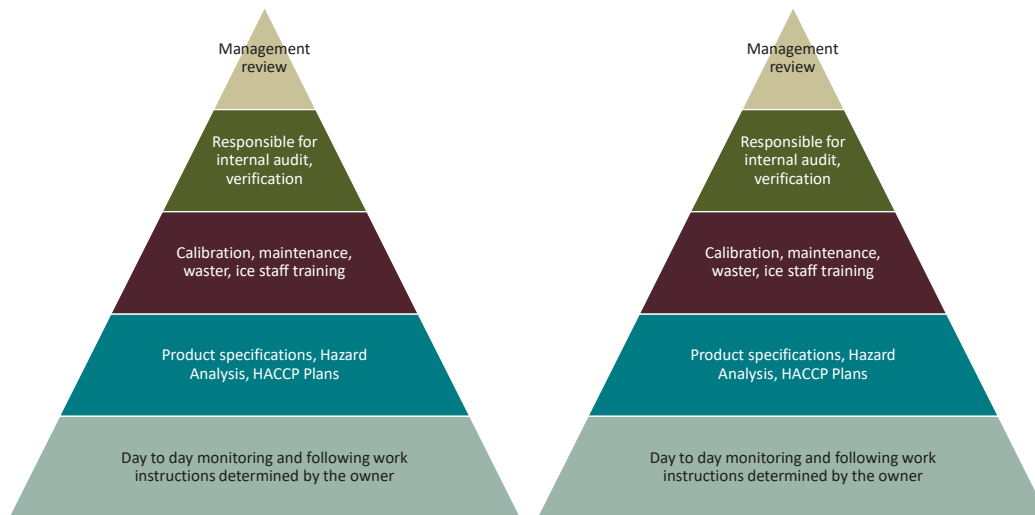 Management
review
Responsible for
internal audit,
verification
Calibration, maintenance,
waster, ice staff training
Product specifications, Hazard
Analysis, HACCP Plans
Day to day monitoring and following work
instructions determined by the owner
Management
review
Responsible for
internal audit,
verification
Calibration, maintenance,
waster, ice staff training
Product specifications, Hazard
Analysis, HACCP Plans
Day to day monitoring and following work
instructions determined by the owner